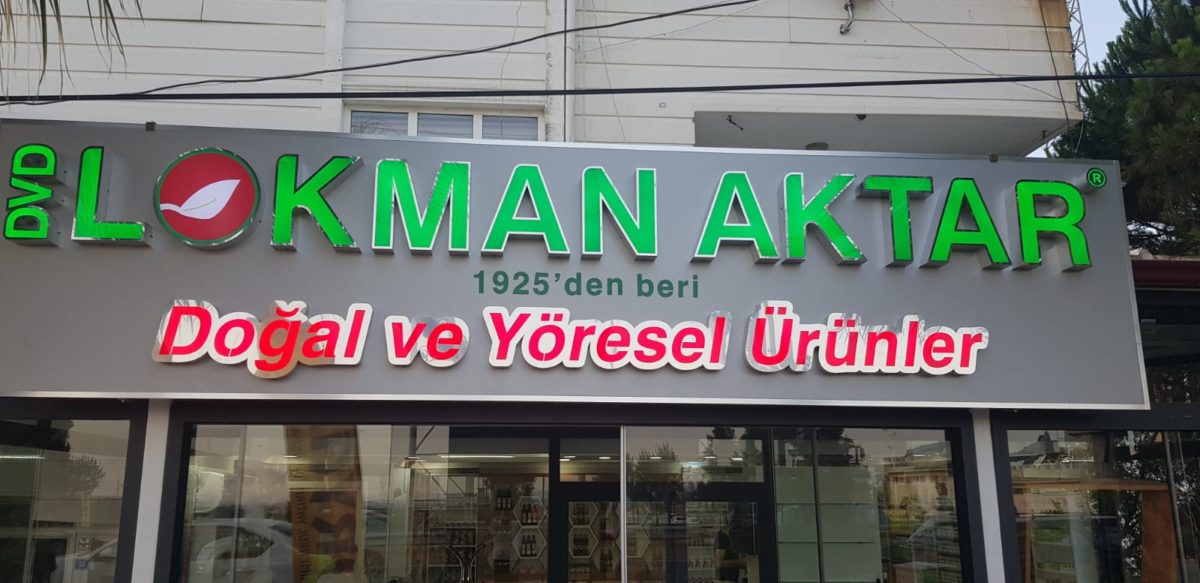 DVD LOKMAN AKTAR®
1925'den beri
Doğal ve Yöresel Ürünler